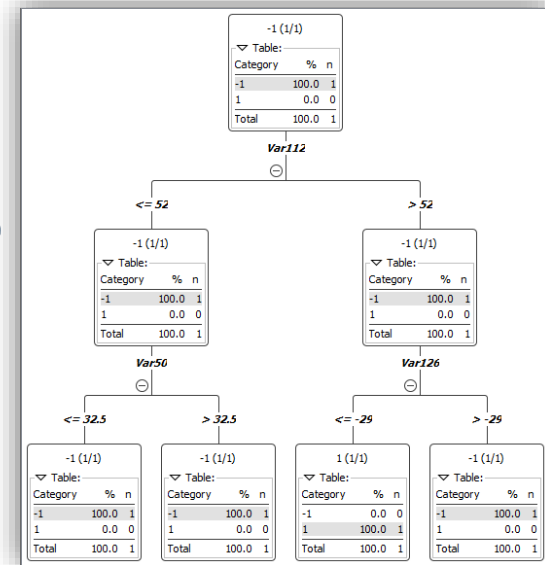 -1 (1/1)
Table:
Category % n
-1 100.0 1
1 0.0 0
Total 100.0 1
Var112
<= 52
> 52
-1 (1/1)
Table:
Category % n
-1 100.0 1
1 0.0 0
Total 100.0 1
-1 (1/1)
Table:
Category % n
-1 100.0 1
1 0.0 0
Total 100.0 1
Var50
Var126
<= 32.5
> 32.5
<= -29
> -29
-1 (1/1)
Table:
Category % n
-1 100.0 1
1 0.0 0
Total 100.0 1
-1 (1/1)
Table:
Category % n
-1 100.0 1
1 0.0 0
Total 100.0 1
1 (1/1)
Table:
Category % n
-1 0.0 0
1 100.0 1
Total 100.0 1
-1 (1/1)
Table:
Category % n
-1 100.0 1
1 0.0 0
Total 100.0 1